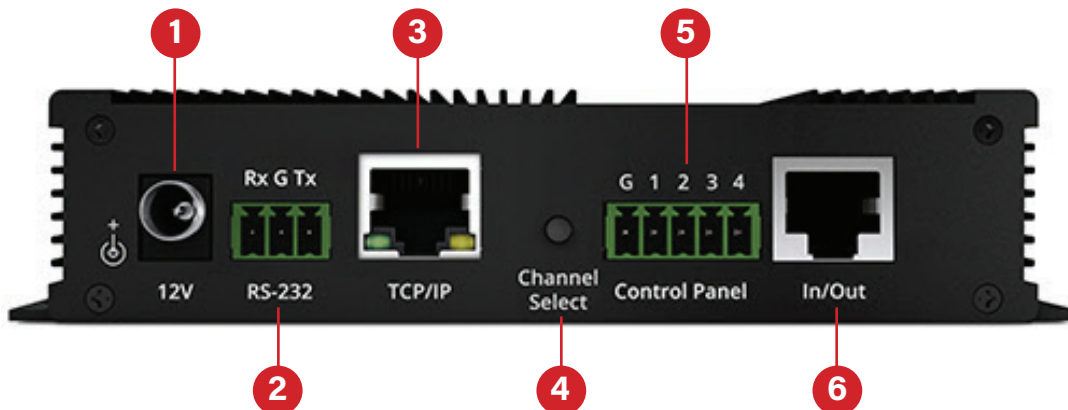 1
3
5
Rx G Tx
G 1 2 3 4
+
12V
RS-232
TCP/IP
Channel
Select
Control Panel
In/Out
2
4
6